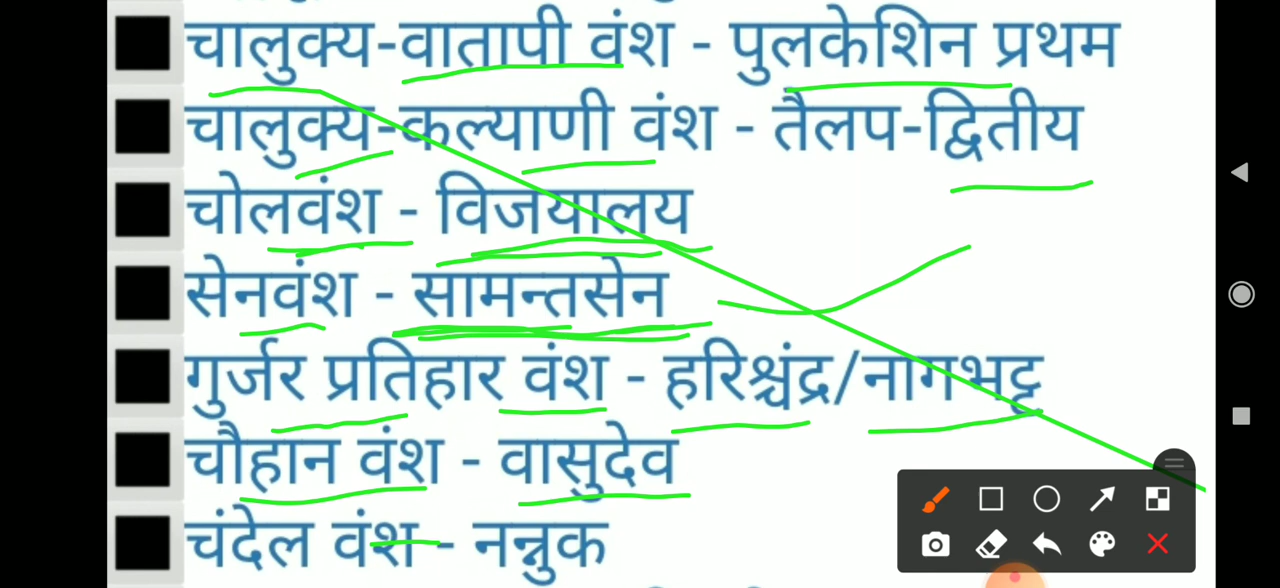 चालुक्य-वातापी वंश - पुलकेशिन प्रथम
चालुक्य-कल्याणी वंश - तैलप-द्वितीय
चोलवंश - विजयालय
सेनवंश - सामन्तसेन
गुर्जर प्रतिहार वंश - हरिश्चंद्र/नागभट्ट
चौहान वंश - वासुदेव
चंदेल वंश - नन्नुक